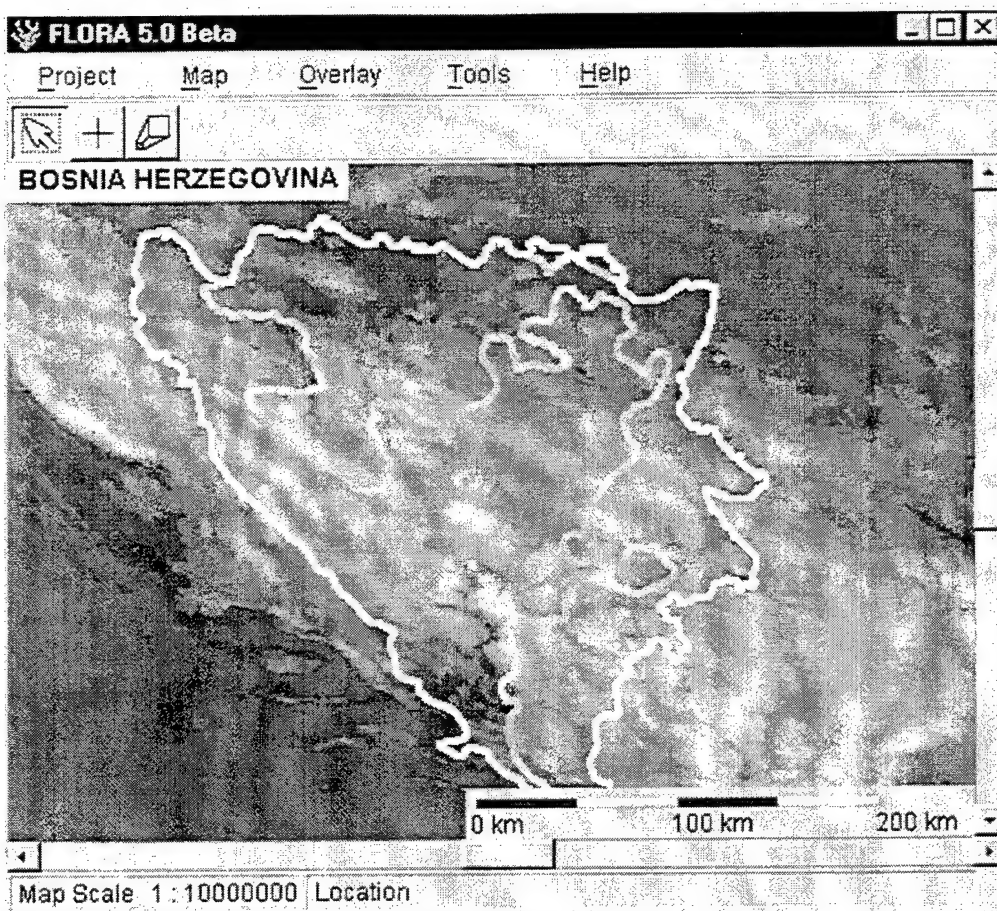 FLORA 5.0 Beta
Project Map Overlay Tools Help
BOSNIA HERZEGOVINA
0 km 100 km 200 km
Map Scale 1 : 10000000 Location